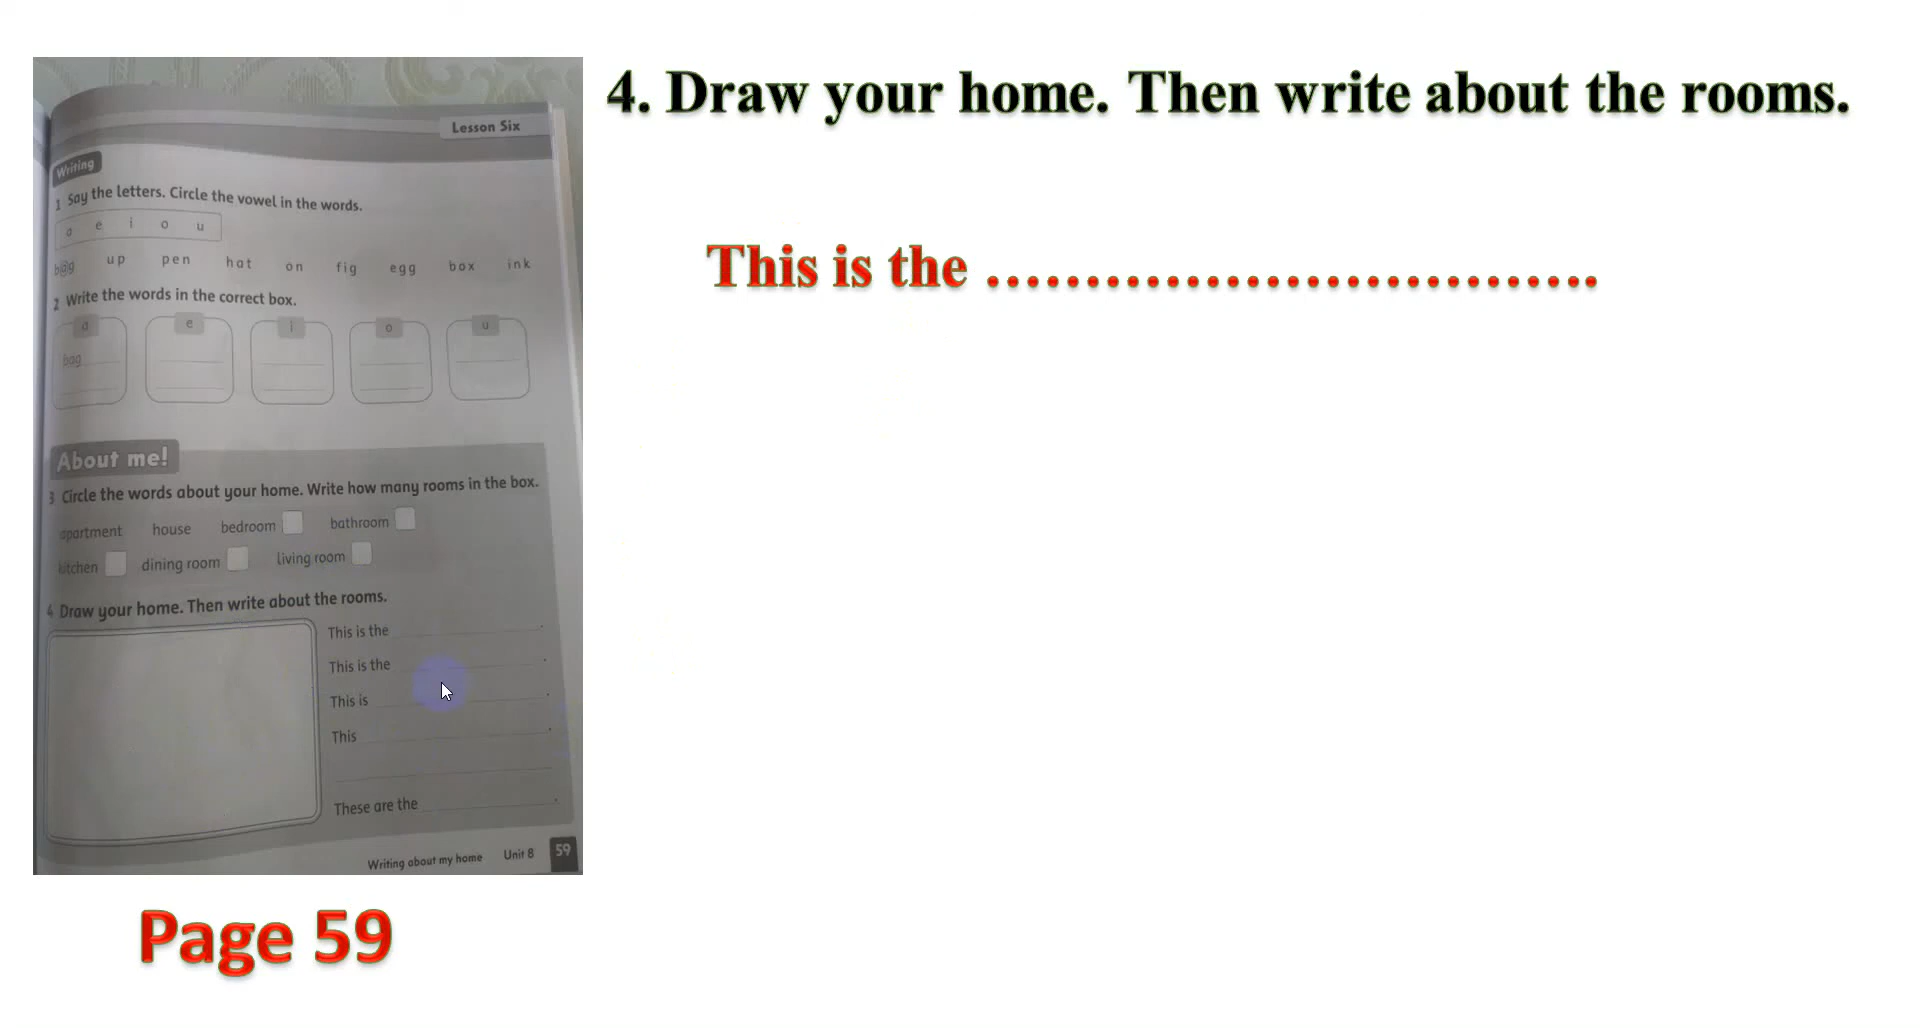 Lesson Six
Writing
1 Say the letters. Circle the vowel in the words.
a e i o u
bag up pen hat on fig egg box ink
2 Write the words in the correct box.
a e i o u
bag
About me!
3 Circle the words about your home. Write how many rooms in the box.
apartment house bedroom bathroom
kitchen dining room living room
4 Draw your home. Then write about the rooms.
This is the .
This is the .
This is .
This .
These are the .
Writing about my home Unit 8 59
Page 59
4. Draw your home. Then write about the rooms.
This is the ...............................